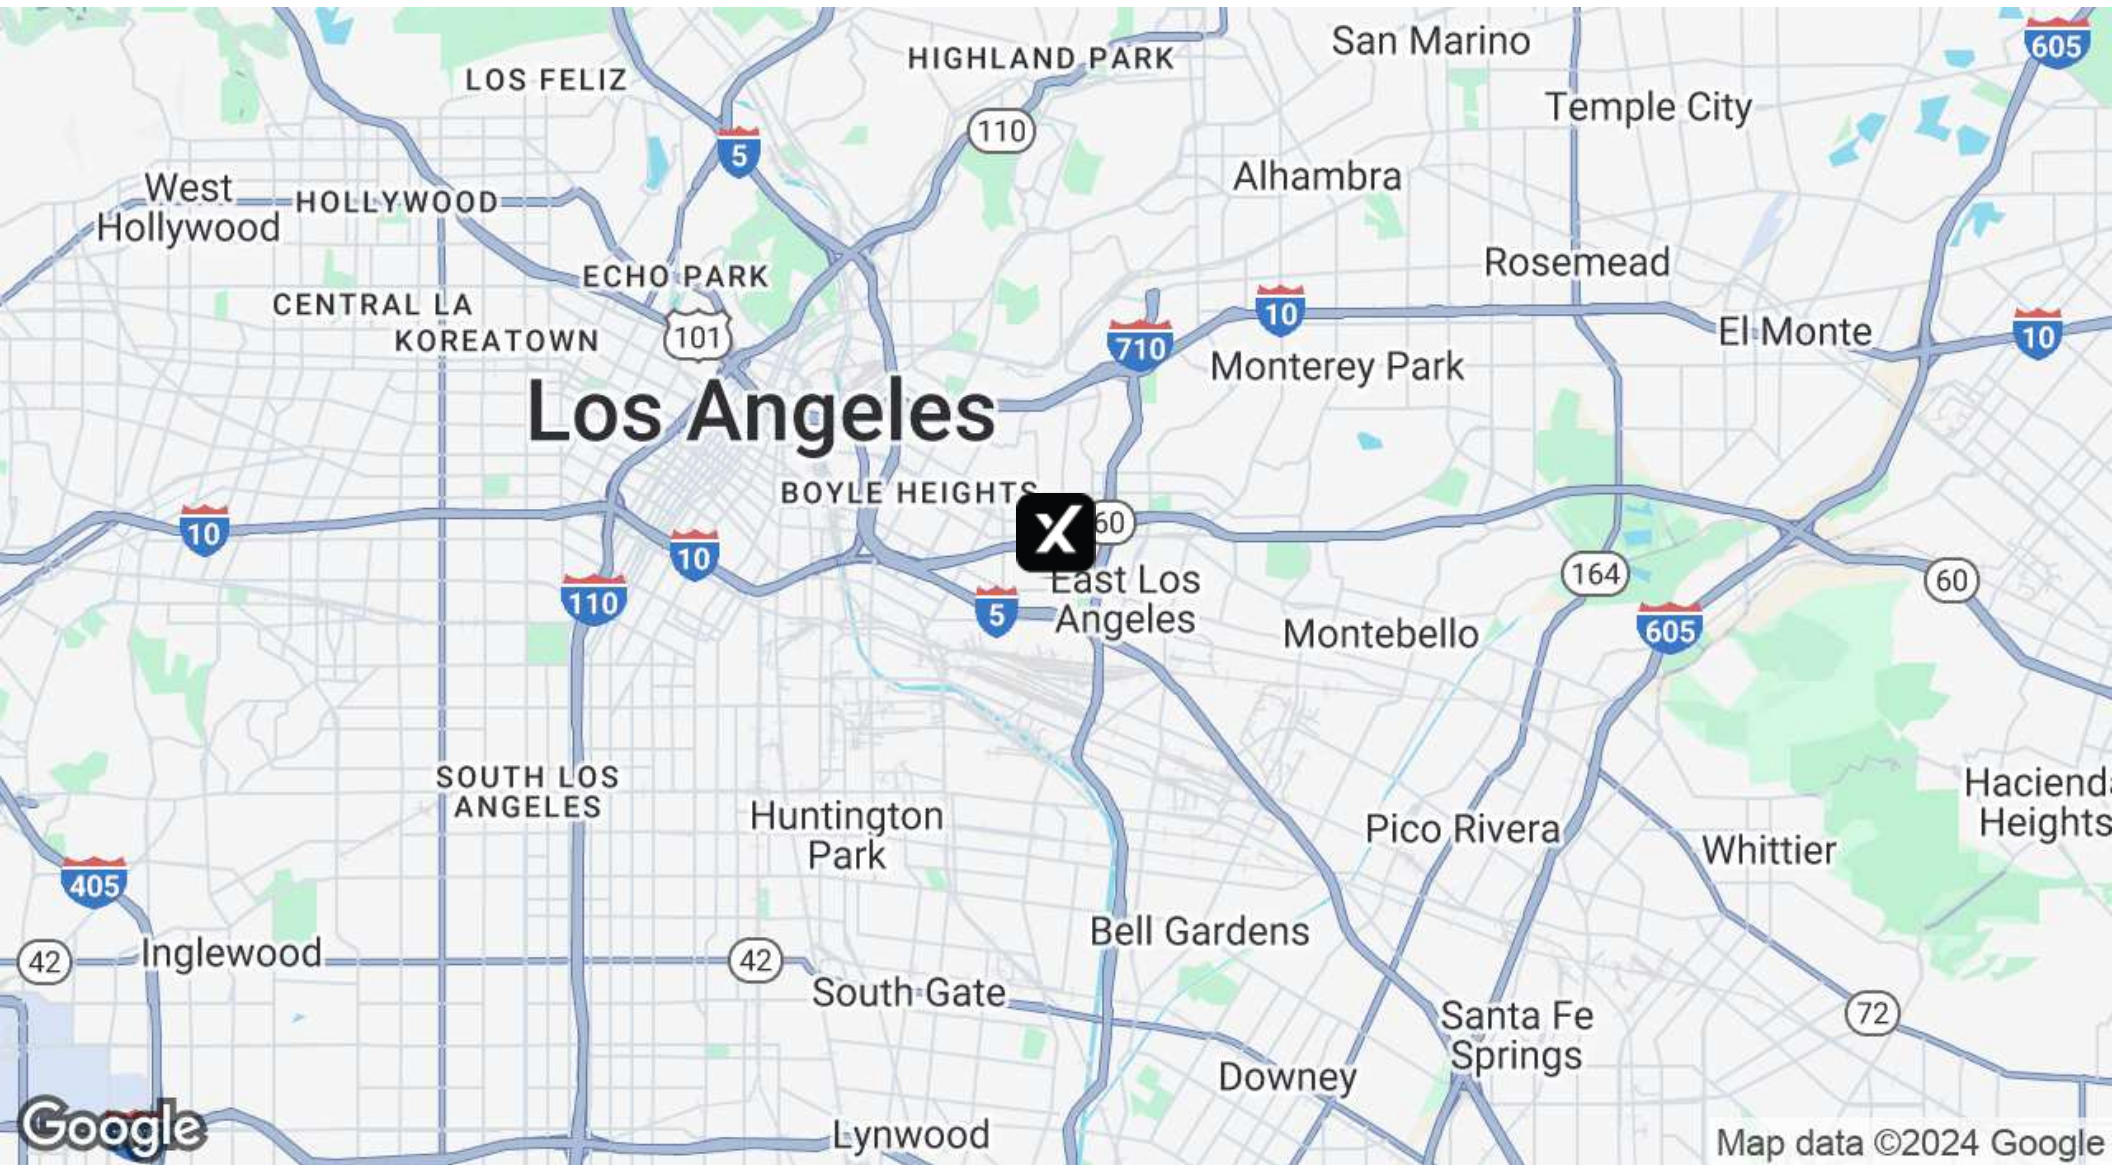 San Marino
605
HIGHLAND PARK
LOS FELIZ
Temple City
110
5
Alhambra
West
Hollywood
HOLLYWOOD
Rosemead
ECHO PARK
CENTRAL LA
10
101
El Monte
10
KOREATOWN
710
Monterey Park
Los Angeles
BOYLE HEIGHTS
X
60
10
10
East Los
Angeles
164
60
110
5
Montebello
605
SOUTH LOS
ANGELES
Hacienda
Heights
Huntington
Park
Pico Rivera
Whittier
405
Bell Gardens
42
Inglewood
42
South Gate
72
Santa Fe
Springs
Downey
Google
Lynwood
Map data ©2024 Google